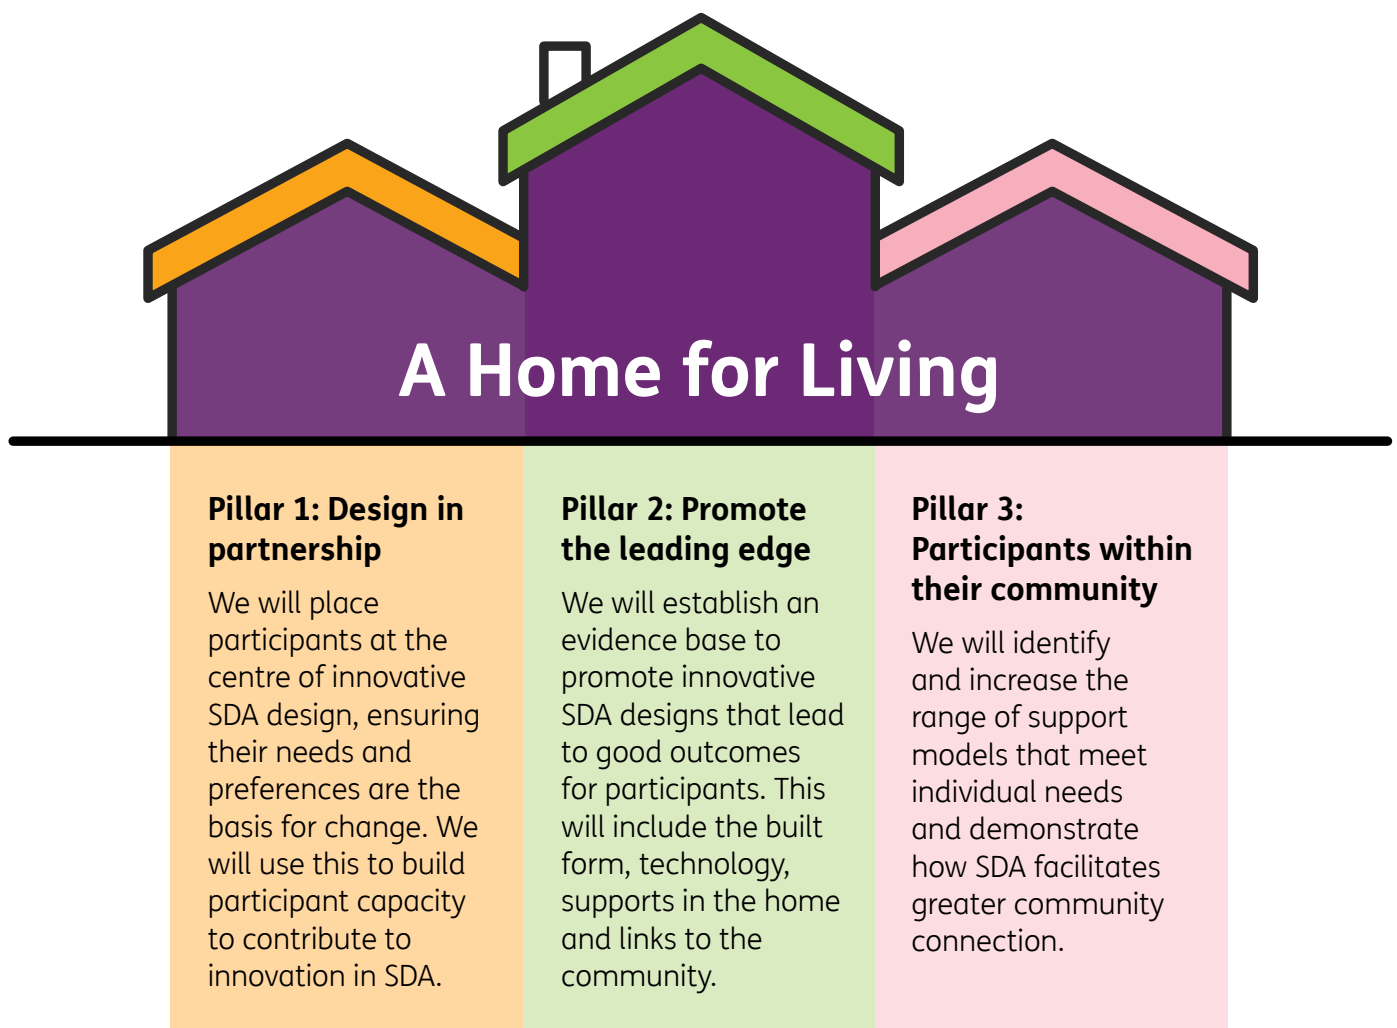 A Home for Living
Pillar 1: Design in
partnership
We will place
participants at the
centre of innovative
SDA design, ensuring
their needs and
preferences are the
basis for change. We
will use this to build
participant capacity
to contribute to
innovation in SDA.
Pillar 2: Promote
the leading edge
We will establish an
evidence base to
promote innovative
SDA designs that lead
to good outcomes
for participants. This
will include the built
form, technology,
supports in the home
and links to the
community.
Pillar 3:
Participants within
their community
We will identify
and increase the
range of support
models that meet
individual needs
and demonstrate
how SDA facilitates
greater community
connection.